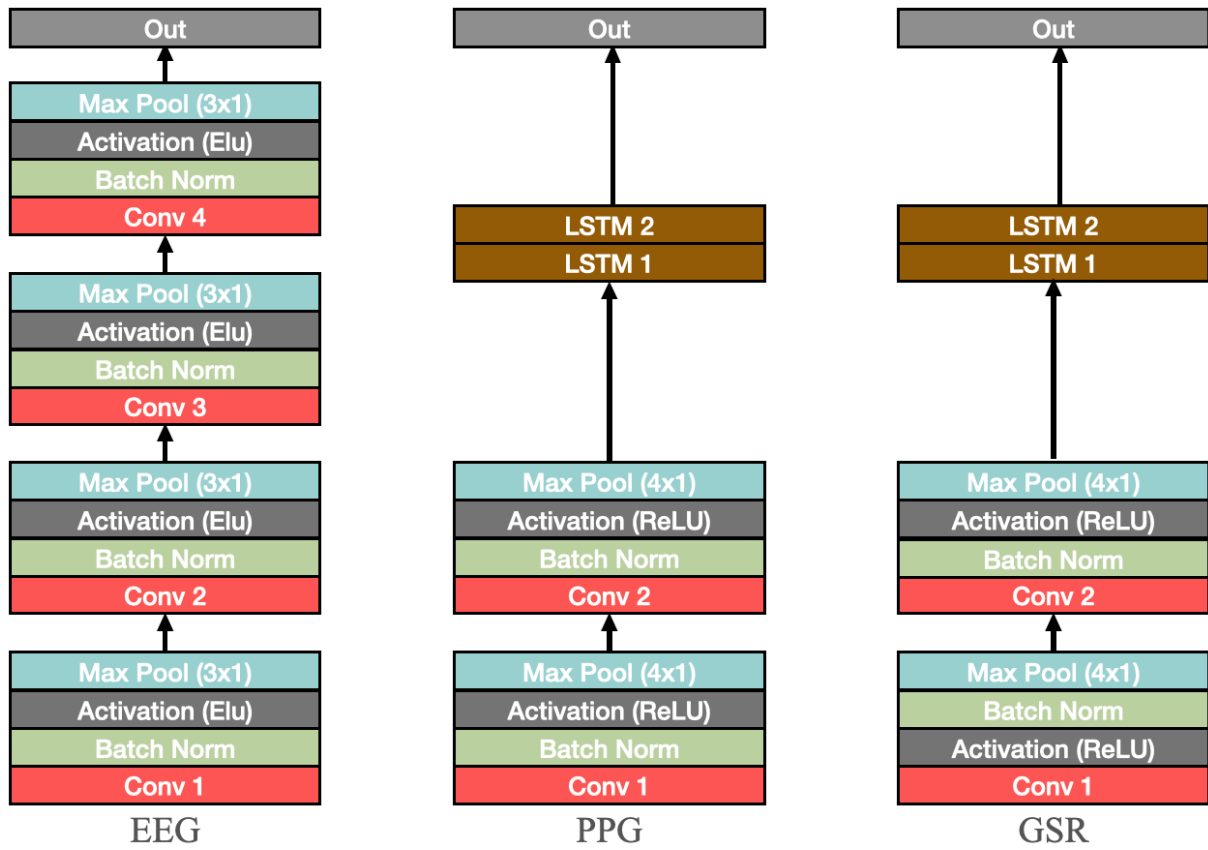 Out
Max Pool (3x1)
Activation (Elu)
Batch Norm
Conv 4
Max Pool (3x1)
Activation (Elu)
Batch Norm
Conv 3
Max Pool (3x1)
Activation (Elu)
Batch Norm
Conv 2
Max Pool (3x1)
Activation (Elu)
Batch Norm
Conv 1
EEG
Out
LSTM 2
LSTM 1
Max Pool (4x1)
Activation (ReLU)
Batch Norm
Conv 2
Max Pool (4x1)
Activation (ReLU)
Batch Norm
Conv 1
PPG
Out
LSTM 2
LSTM 1
Max Pool (4x1)
Activation (ReLU)
Batch Norm
Conv 2
Max Pool (4x1)
Batch Norm
Activation (ReLU)
Conv 1
GSR